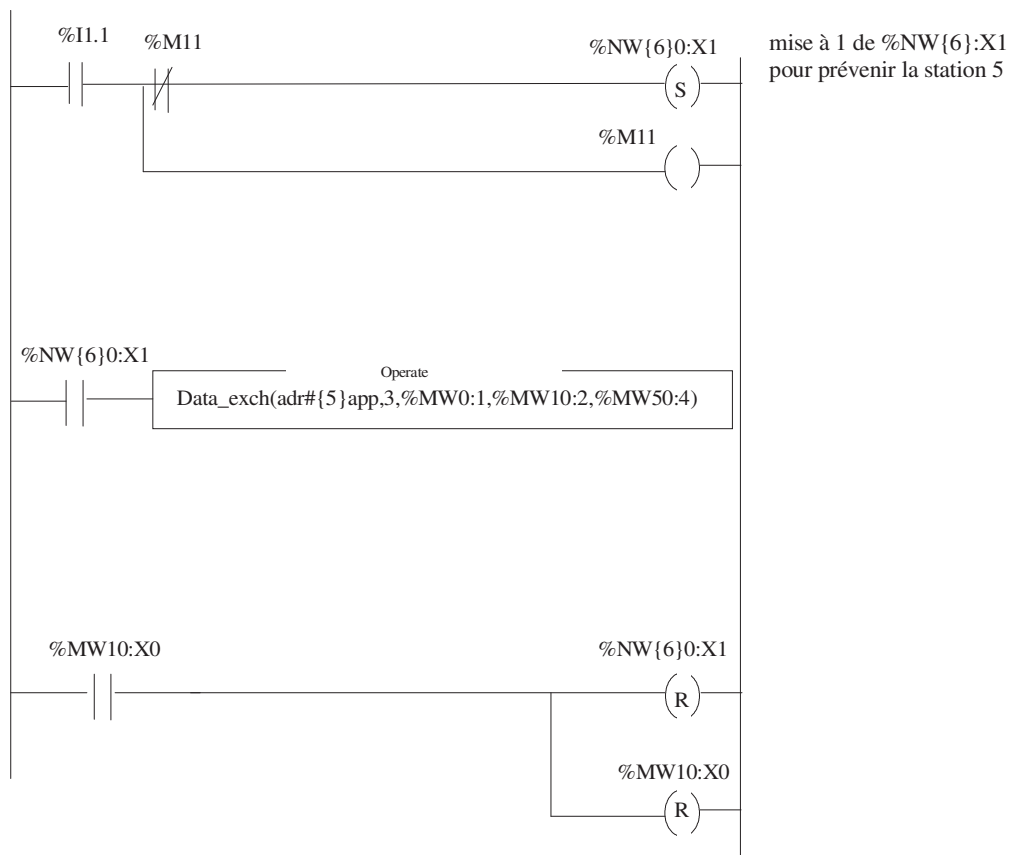 %I1.1
%M11
%NW{6}0:X1
mise à 1 de %NW{6}:X1
pour prévenir la station 5
S
%M11
%NW{6}0:X1
Operate
Data_exch(adr#{5}app,3,%MW0:1,%MW10:2,%MW50:4)
%MW10:X0
%NW{6}0:X1
R
%MW10:X0
R